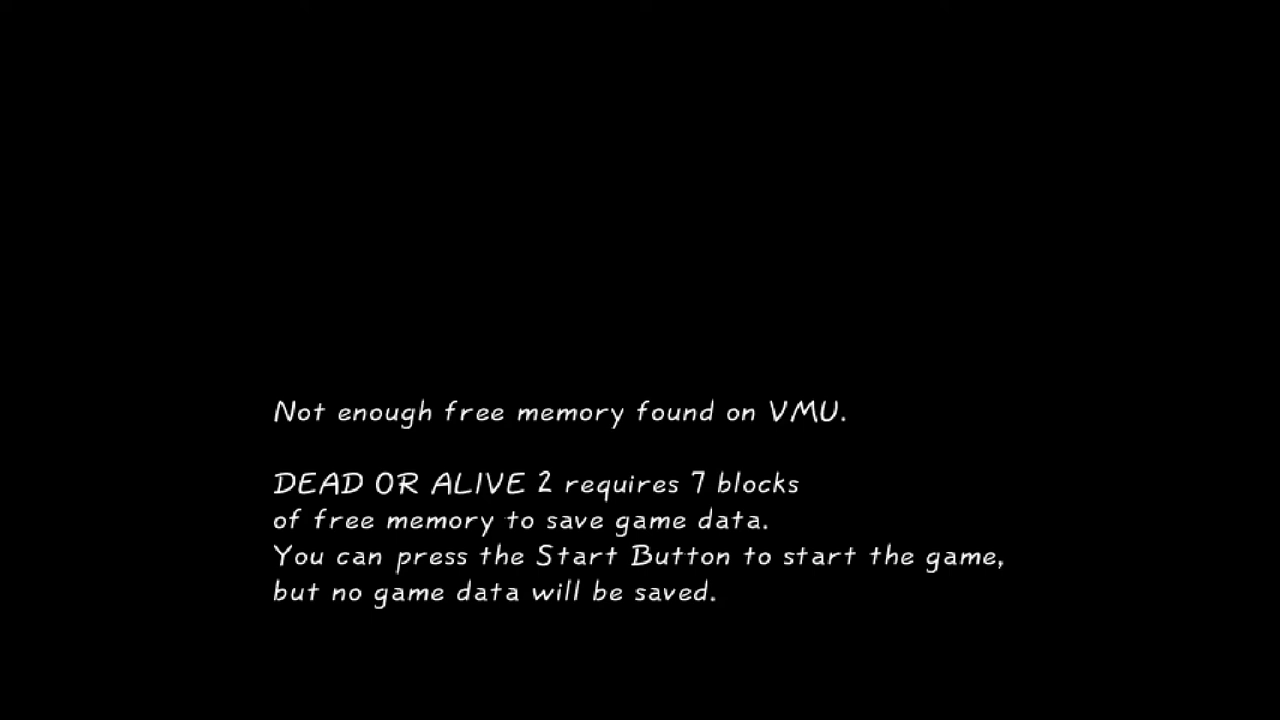 Not enough free memory found on VMU.
DEAD OR ALIVE 2 requires 7 blocks
of free memory to save game data.
You can press the Start Button to start the game,
but no game data will be saved.